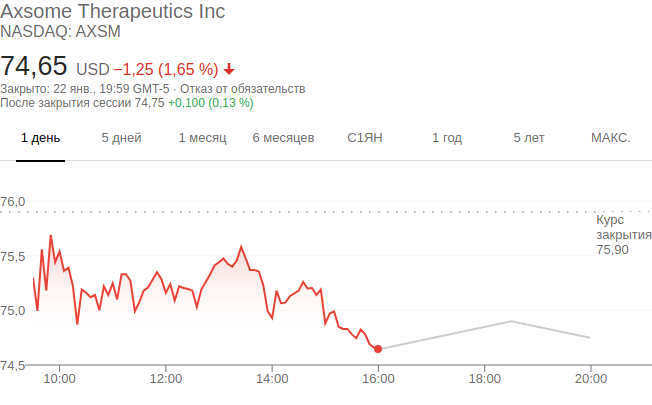 Axsome Therapeutics Inc
NASDAQ: AXSM
74,65 USD −1,25 (1,65 %)
Закрыто: 22 янв., 19:59 GMT-5 · Отказ от обязательств
После закрытия сессии 74,75 +0,100 (0,13 %)
1 день 5 дней 1 месяц 6 месяцев С1ЯН 1 год 5 лет МАКС.
76,0
Курс
закрытия
75,90
75,5
75,0
74,5
10:00 12:00 14:00 16:00 18:00 20:00